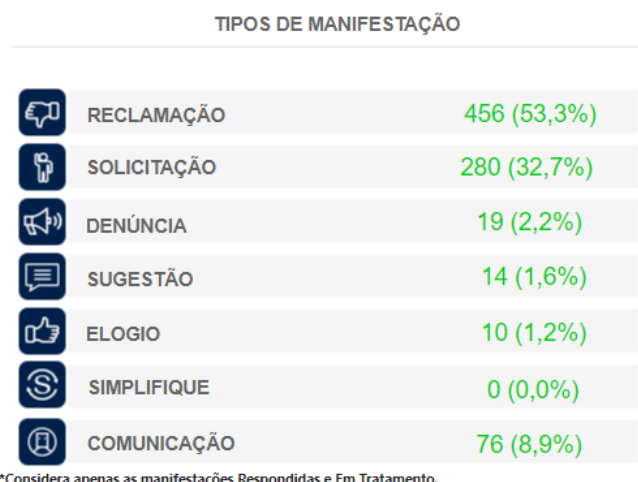 TIPOS DE MANIFESTAÇÃO
RECLAMAÇÃO 456 (53,3%)
SOLICITAÇÃO 280 (32,7%)
DENÚNCIA 19 (2,2%)
SUGESTÃO 14 (1,6%)
ELOGIO 10 (1,2%)
SIMPLIFIQUE 0 (0,0%)
COMUNICAÇÃO 76 (8,9%)
*Considera apenas as manifestações Respondidas e Em Tratamento.